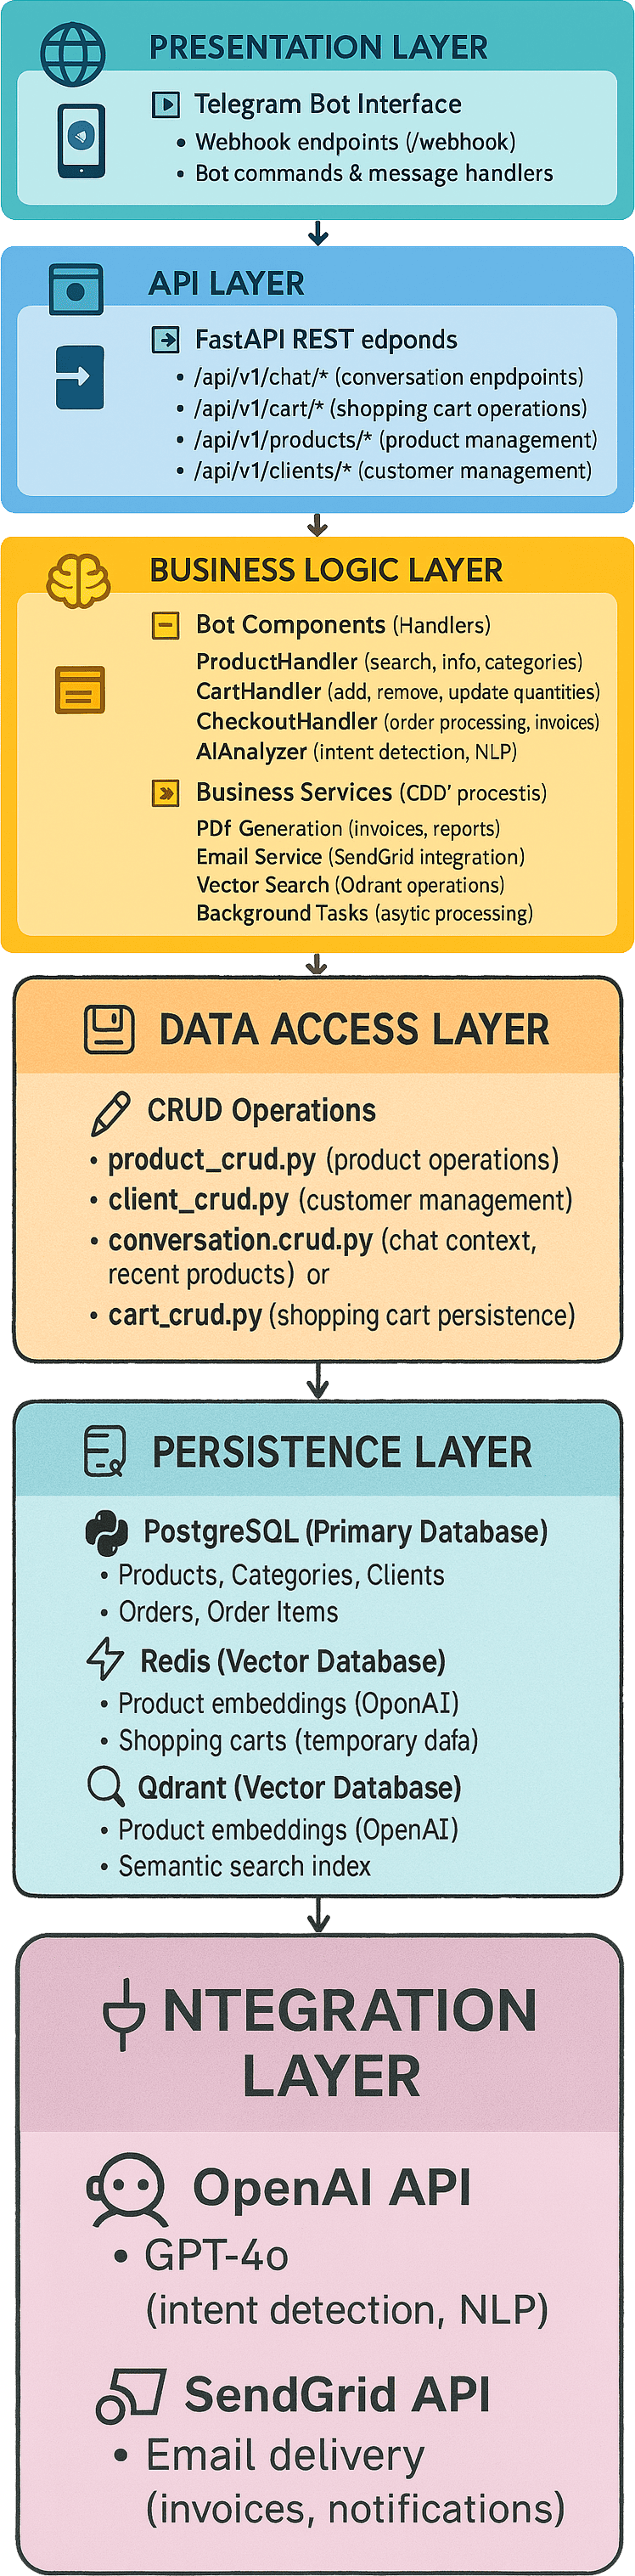 PRESENTATION LAYER
Telegram Bot Interface
• Webhook endpoints (/webhook)
• Bot commands & message handlers
API LAYER
FastAPI REST edponds
• /api/v1/chat/* (conversation enpdpoints)
• /api/v1/cart/* (shopping cart operations)
• /api/v1/products/* (product management)
• /api/v1/clients/* (customer management)
BUSINESS LOGIC LAYER
Bot Components (Handlers)
ProductHandler (search, info, categories)
CartHandler (add, remove, update quantities)
CheckoutHandler (order processing, invoices)
AIAnalyzer (intent detection, NLP)
Business Services (CDD' procestis)
PDf Generation (invoices, reports)
Email Service (SendGrid integration)
Vector Search (Odrant operations)
Background Tasks (asytic processing)
DATA ACCESS LAYER
CRUD Operations
• product_crud.py (product operations)
• client_crud.py (customer management)
• conversation.crud.py (chat context,
recent products) or
• cart_crud.py (shopping cart persistence)
PERSISTENCE LAYER
PostgreSQL (Primary Database)
• Products, Categories, Clients
• Orders, Order Items
Redis (Vector Database)
• Product embeddings (OponAI)
• Shopping carts (temporary dafa)
Qdrant (Vector Database)
• Product embeddings (OpenAI)
• Semantic search index
NTEGRATION
LAYER
OpenAI API
• GPT-4o
(intent detection, NLP)
SendGrid API
• Email delivery
(invoices, notifications)